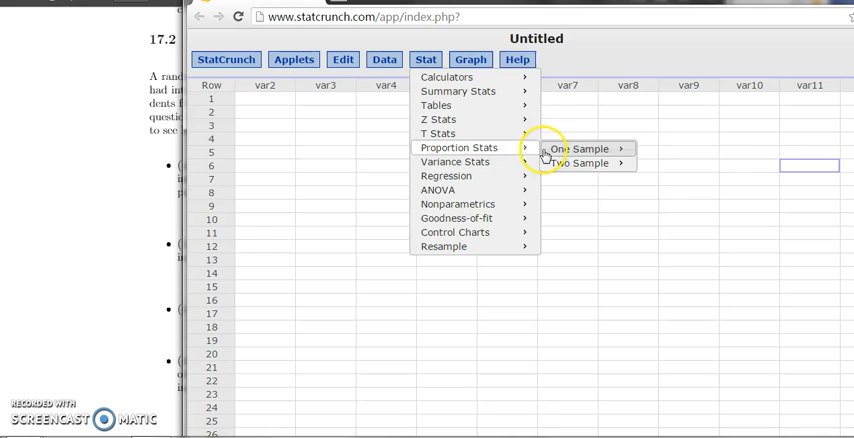 www.statcrunch.com/app/index.php?
Untitled
StatCrunch Applets Edit Data Stat Graph Help
Row var2 var3 var4 var7 var8 var9 var10 var11
Calculators
Summary Stats
Tables
Z Stats
T Stats
Proportion Stats
Variance Stats
Regression
ANOVA
Nonparametrics
Goodness-of-fit
Control Charts
Resample
One Sample
Two Sample
1
2
3
4
5
6
7
8
9
10
11
12
13
14
15
16
17
18
19
20
21
22
23
24
25
26
17.2
A rand
had int
dents f
questio
to see
RECORDED WITH
SCREENCAST MATIC